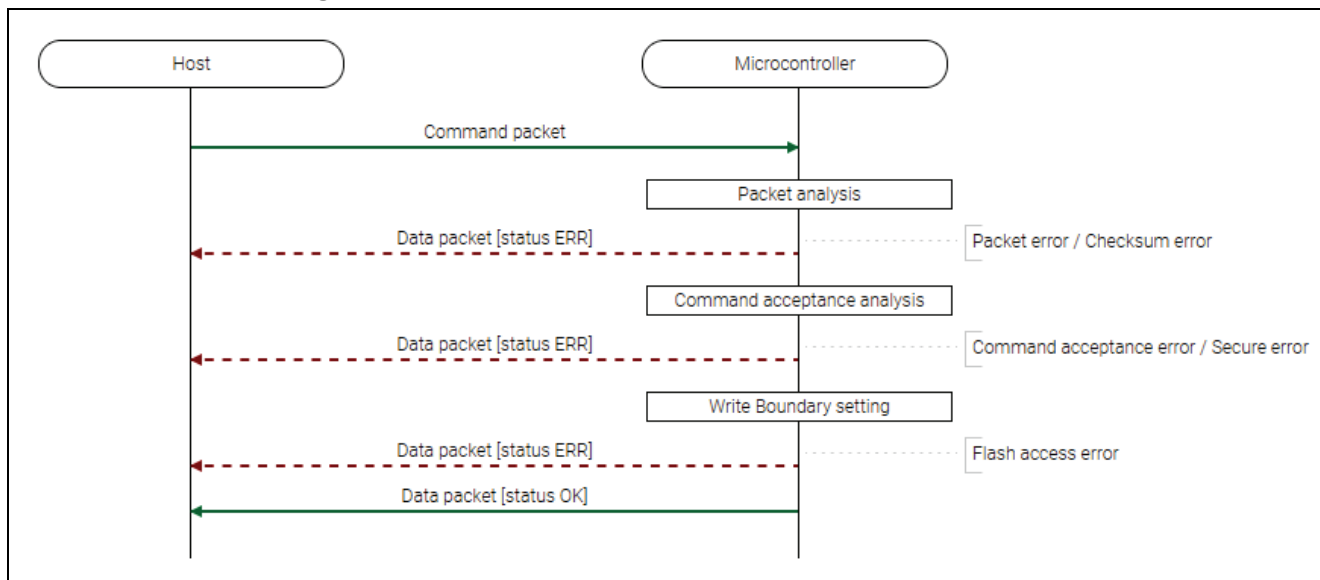 Host
Microcontroller
Command packet
Packet analysis
Data packet [status ERR]
Packet error / Checksum error
Command acceptance analysis
Data packet [status ERR]
Command acceptance error / Secure error
Write Boundary setting
Data packet [status ERR]
Flash access error
Data packet [status OK]